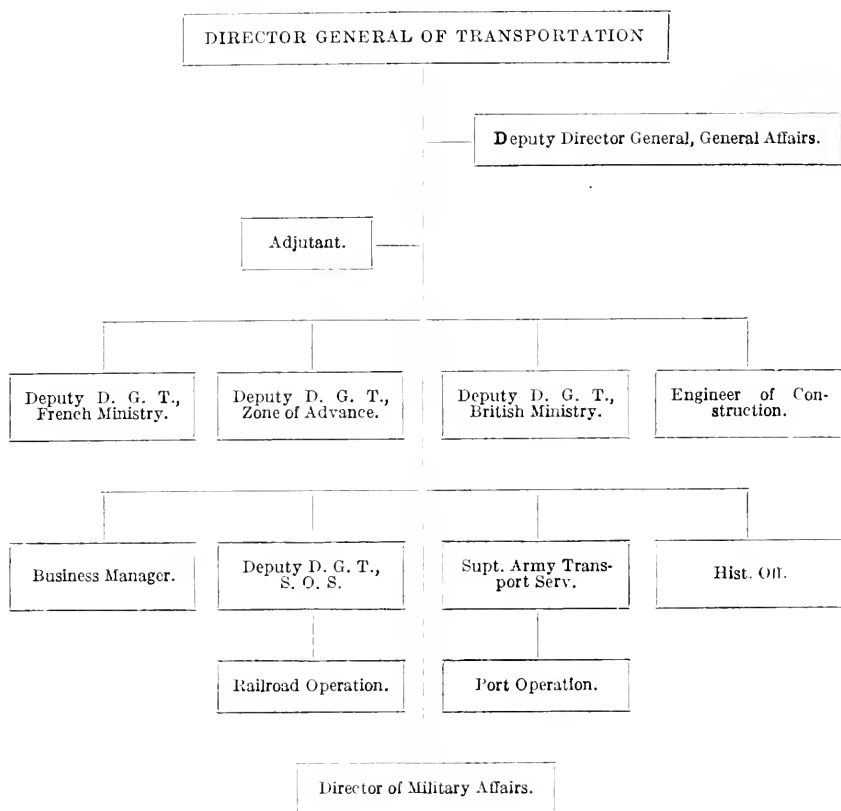 DIRECTOR GENERAL OF TRANSPORTATION
Deputy Director General, General Affairs.
Adjutant.
Deputy D. G. T.,
French Ministry.
Deputy D. G. T.,
Zone of Advance.
Deputy D. G. T.,
British Ministry.
Engineer of Con-
struction.
Business Manager.
Deputy D. G. T.,
S. O. S.
Supt. Army Trans-
port Serv.
Hist. Off.
Railroad Operation.
Port Operation.
Director of Military Affairs.